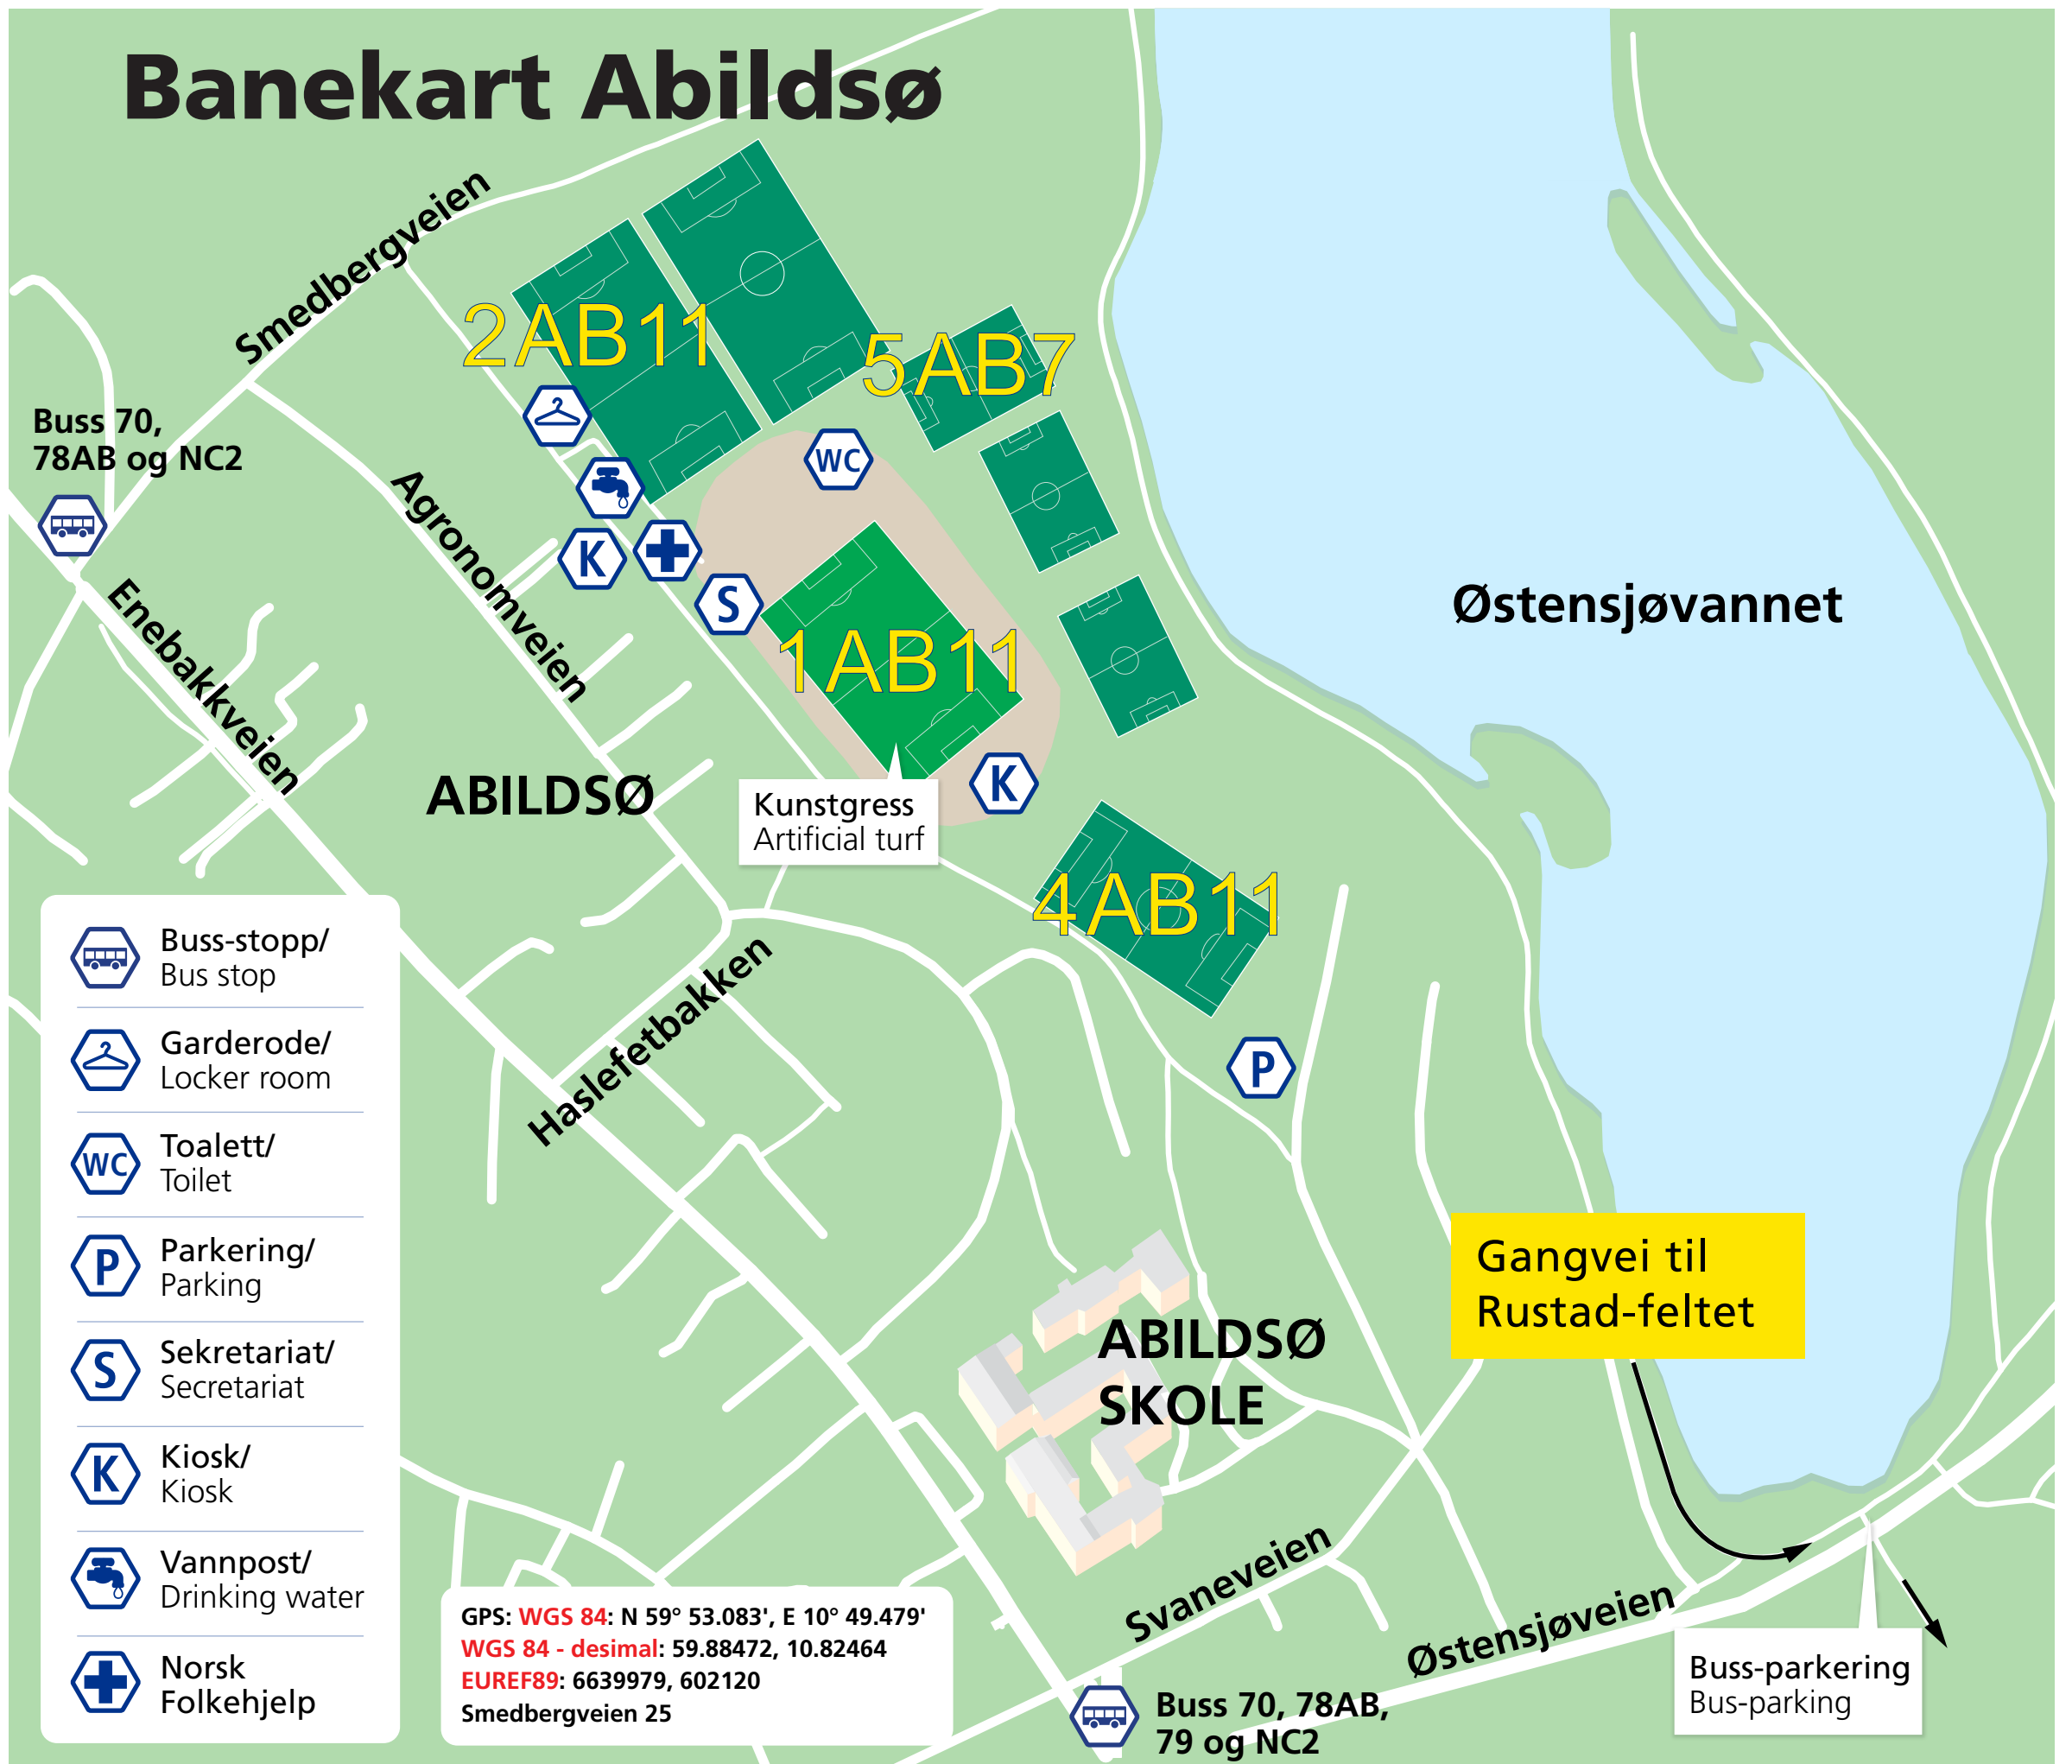 Banekart Abildsø
Smedbergveien
2AB11
5AB7
Buss 70,
78AB og NC2
WC
Agronomveien
K
S
Enebakkveien
1AB11
Østensjøvannet
ABILDSØ
K
Kunstgress
Artificial turf
4AB11
Haslefetbakken
P
Buss-stopp/
Bus stop
Garderode/
Locker room
WC
Toalett/
Toilet
P
Parkering/
Parking
S
Sekretariat/
Secretariat
K
Kiosk/
Kiosk
Vannpost/
Drinking water
Norsk
Folkehjelp
Gangvei til
Rustad-feltet
ABILDSØ
SKOLE
Svaneveien
Østensjøveien
GPS: WGS 84: N 59° 53.083', E 10° 49.479'
WGS 84 - desimal: 59.88472, 10.82464
EUREF89: 6639979, 602120
Smedbergveien 25
Buss 70, 78AB,
79 og NC2
Buss-parkering
Bus-parking